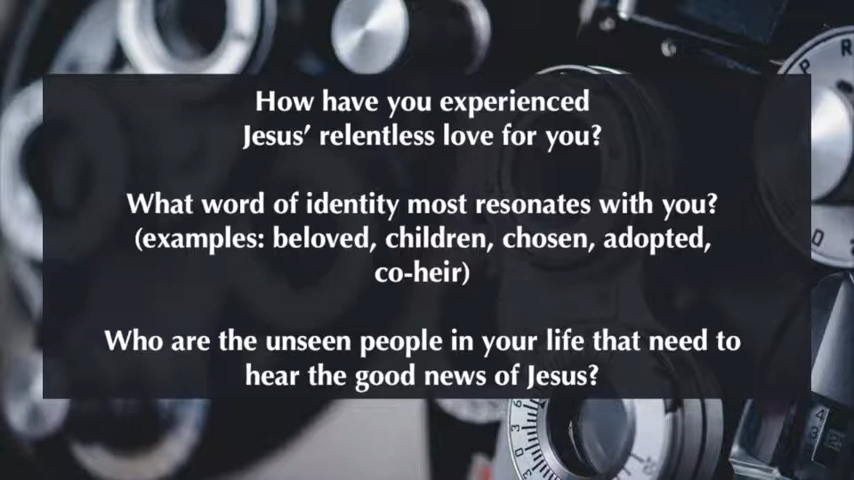 How have you experienced
Jesus’ relentless love for you?
What word of identity most resonates with you?
(examples: beloved, children, chosen, adopted,
co-heir)
Who are the unseen people in your life that need to
hear the good news of Jesus?
P R